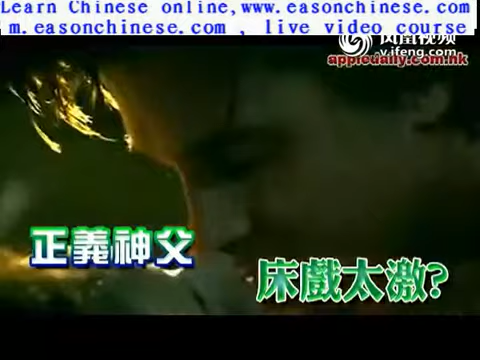 Learn Chinese online,www.easonchinese.com
m.easonchinese.com , live video course
凤凰视频
v.ifeng.com
appledaily.com.hk
正義神父
床戲太激?